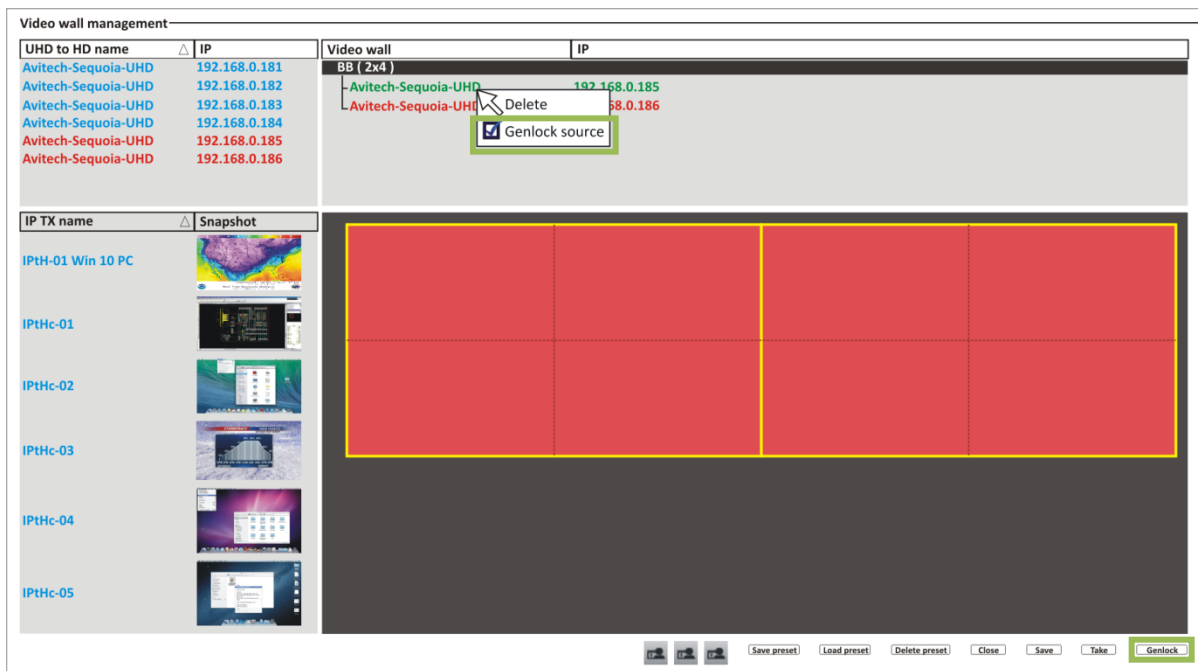 Video wall management
UHD to HD name △ IP
Avitech-Sequoia-UHD 192.168.0.181
Avitech-Sequoia-UHD 192.168.0.182
Avitech-Sequoia-UHD 192.168.0.183
Avitech-Sequoia-UHD 192.168.0.184
Avitech-Sequoia-UHD 192.168.0.185
Avitech-Sequoia-UHD 192.168.0.186
Video wall IP
BB ( 2x4 )
Avitech-Sequoia-UHD 192.168.0.185
Avitech-Sequoia-UHD 68.0.186
Delete
Genlock source
IP TX name △ Snapshot
IPtH-01 Win 10 PC
IPtHc-01
IPtHc-02
IPtHc-03
IPtHc-04
IPtHc-05
Save preset Load preset Delete preset Close Save Take Genlock